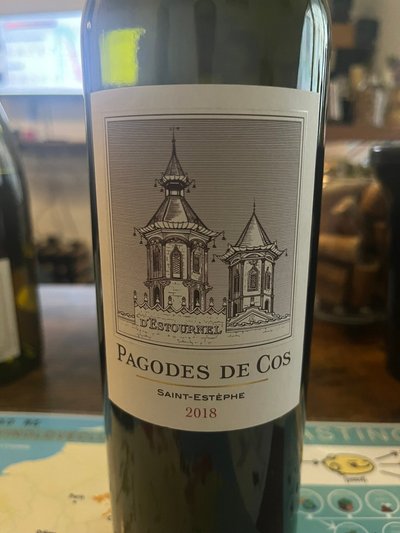 D'ESTOURNEL
PAGODES DE COS
SAINT-ESTÈPHE
2018